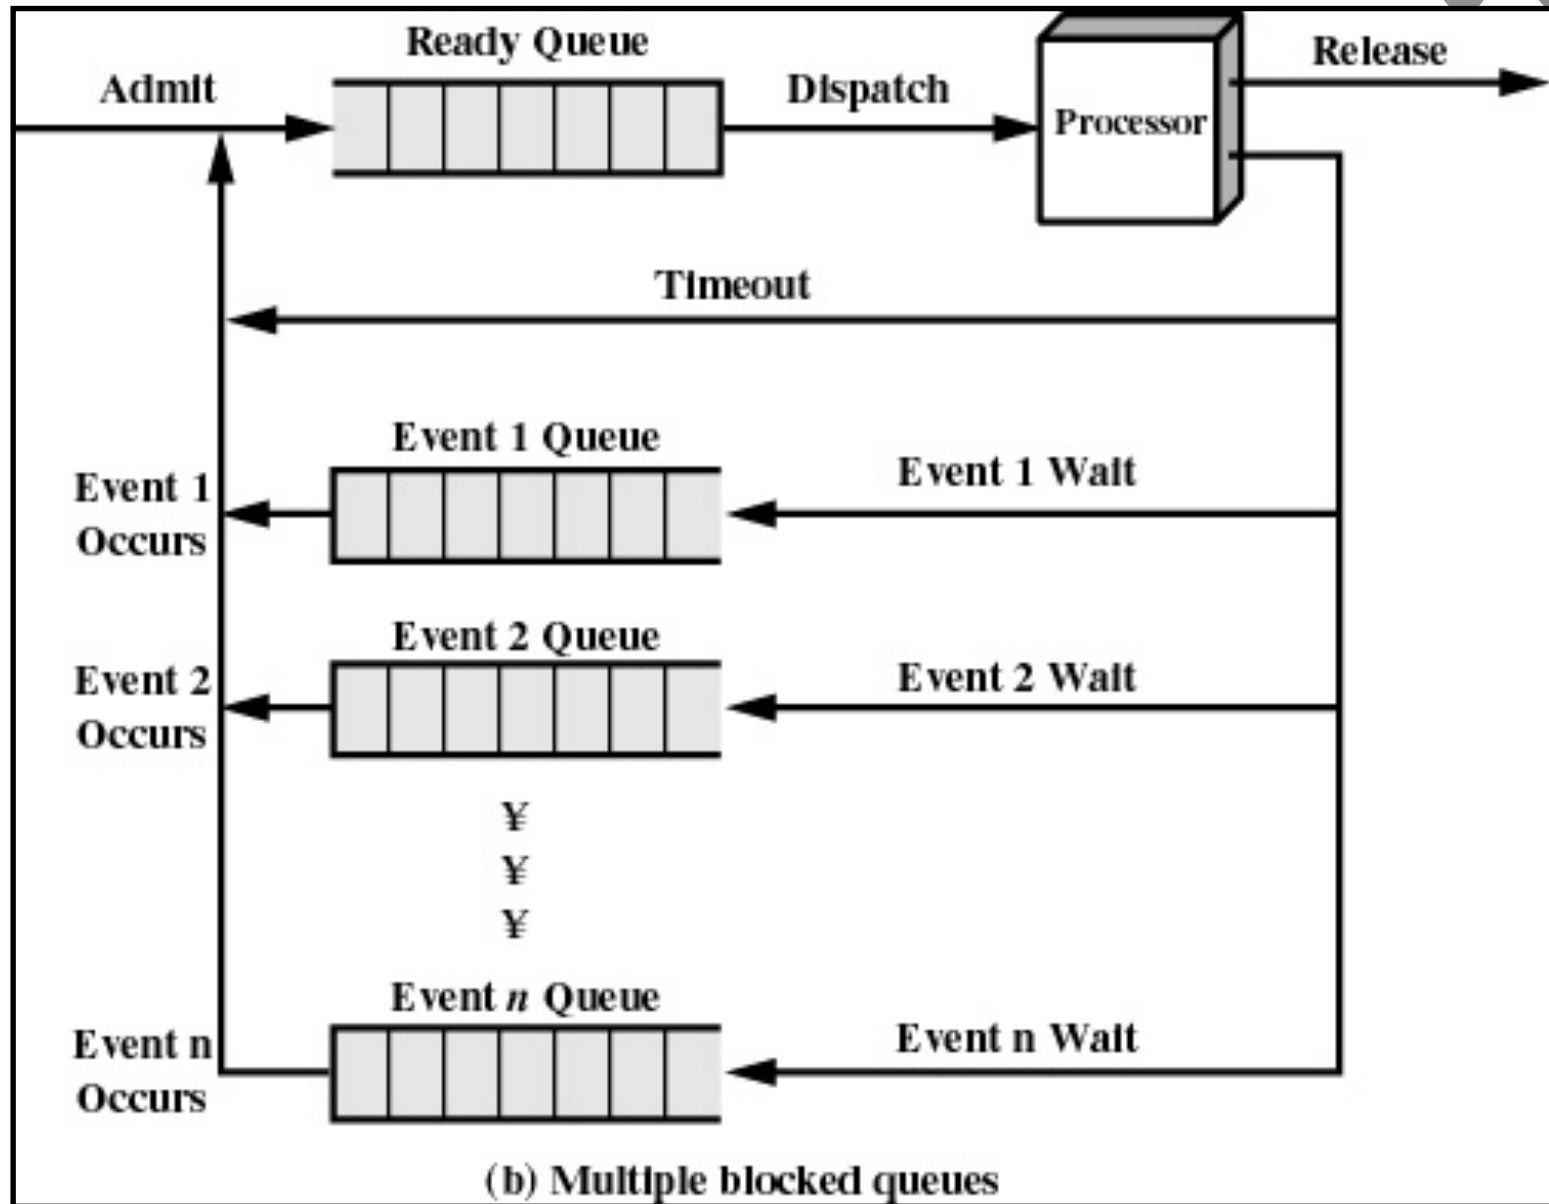 Ready Queue
Admit
Dispatch
Processor
Release
Timeout
Event 1 Queue
Event 1
Occurs
Event 1 Wait
Event 2 Queue
Event 2
Occurs
Event 2 Wait
¥
¥
¥
Event n Queue
Event n
Occurs
Event n Wait
(b) Multiple blocked queues